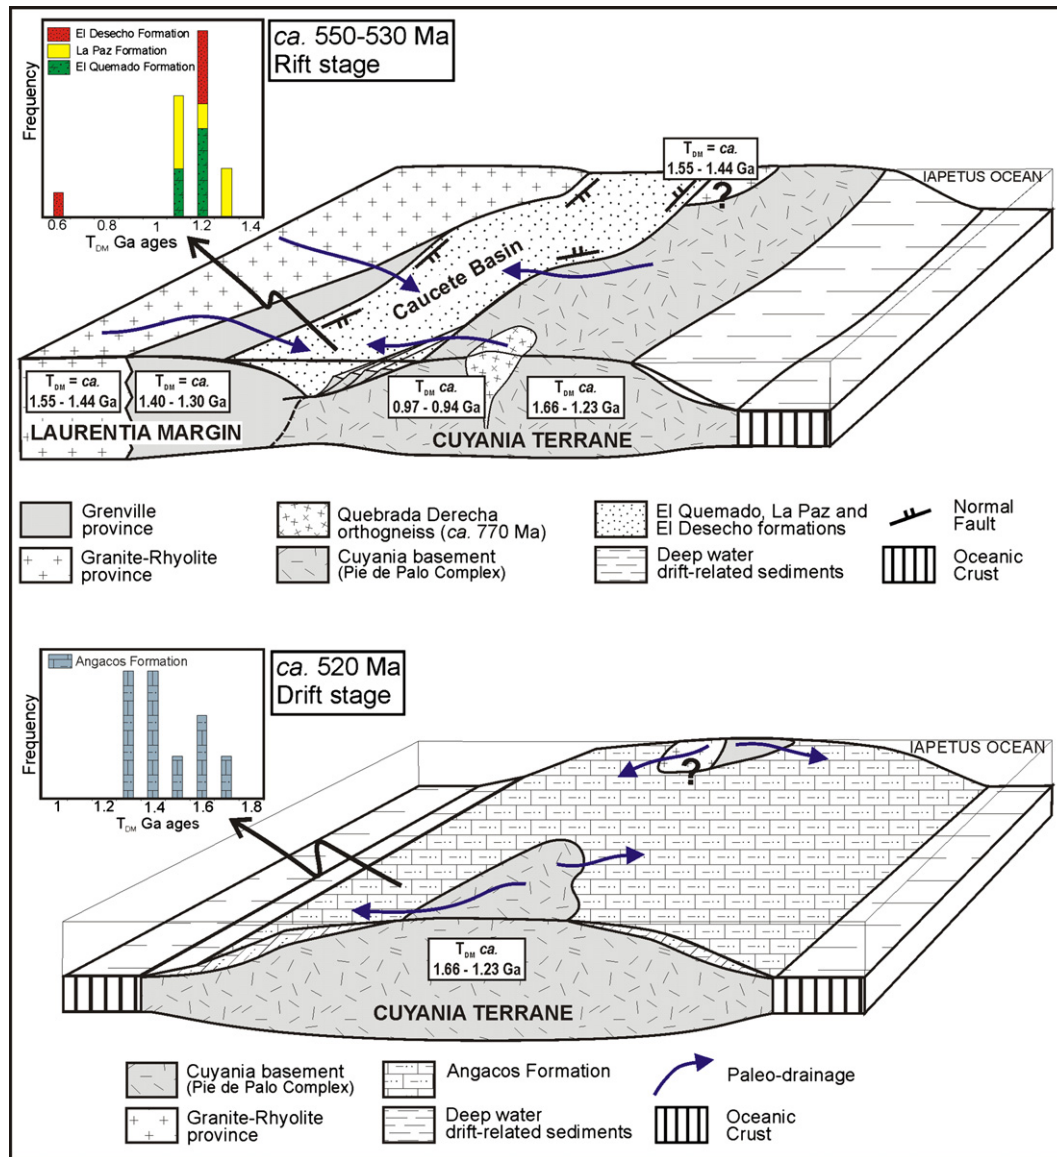 El Desecho Formation
La Paz Formation
El Quemado Formation
Frequency
0.6 0.8 1 1.2 1.4
TDM Ga ages
ca. 550-530 Ma
Rift stage
TDM = ca.
1.55 - 1.44 Ga
?
IAPETUS OCEAN
Caucete Basin
TDM = ca.
1.55 - 1.44 Ga
TDM = ca.
1.40 - 1.30 Ga
TDM ca.
0.97 - 0.94 Ga
TDM ca.
1.66 - 1.23 Ga
LAURENTIA MARGIN
CUYANIA TERRANE
Grenville
province
Granite-Rhyolite
province
Quebrada Derecha
orthogneiss (ca. 770 Ma)
Cuyania basement
(Pie de Palo Complex)
El Quemado, La Paz and
El Desecho formations
Deep water
drift-related sediments
Normal
Fault
Oceanic
Crust
Angacos Formation
Frequency
1 1.2 1.4 1.6 1.8
TDM Ga ages
ca. 520 Ma
Drift stage
IAPETUS OCEAN
?
TDM ca.
1.66 - 1.23 Ga
CUYANIA TERRANE
Cuyania basement
(Pie de Palo Complex)
Granite-Rhyolite
province
Angacos Formation
Deep water
drift-related sediments
Paleo-drainage
Oceanic
Crust